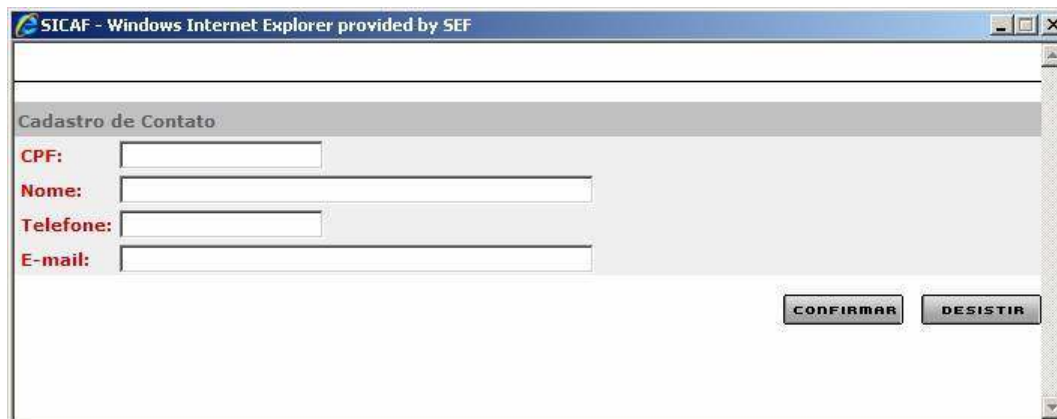 SICAF - Windows Internet Explorer provided by SEF
Cadastro de Contato
CPF:
Nome:
Telefone:
E-mail:
CONFIRMAR DESISTIR